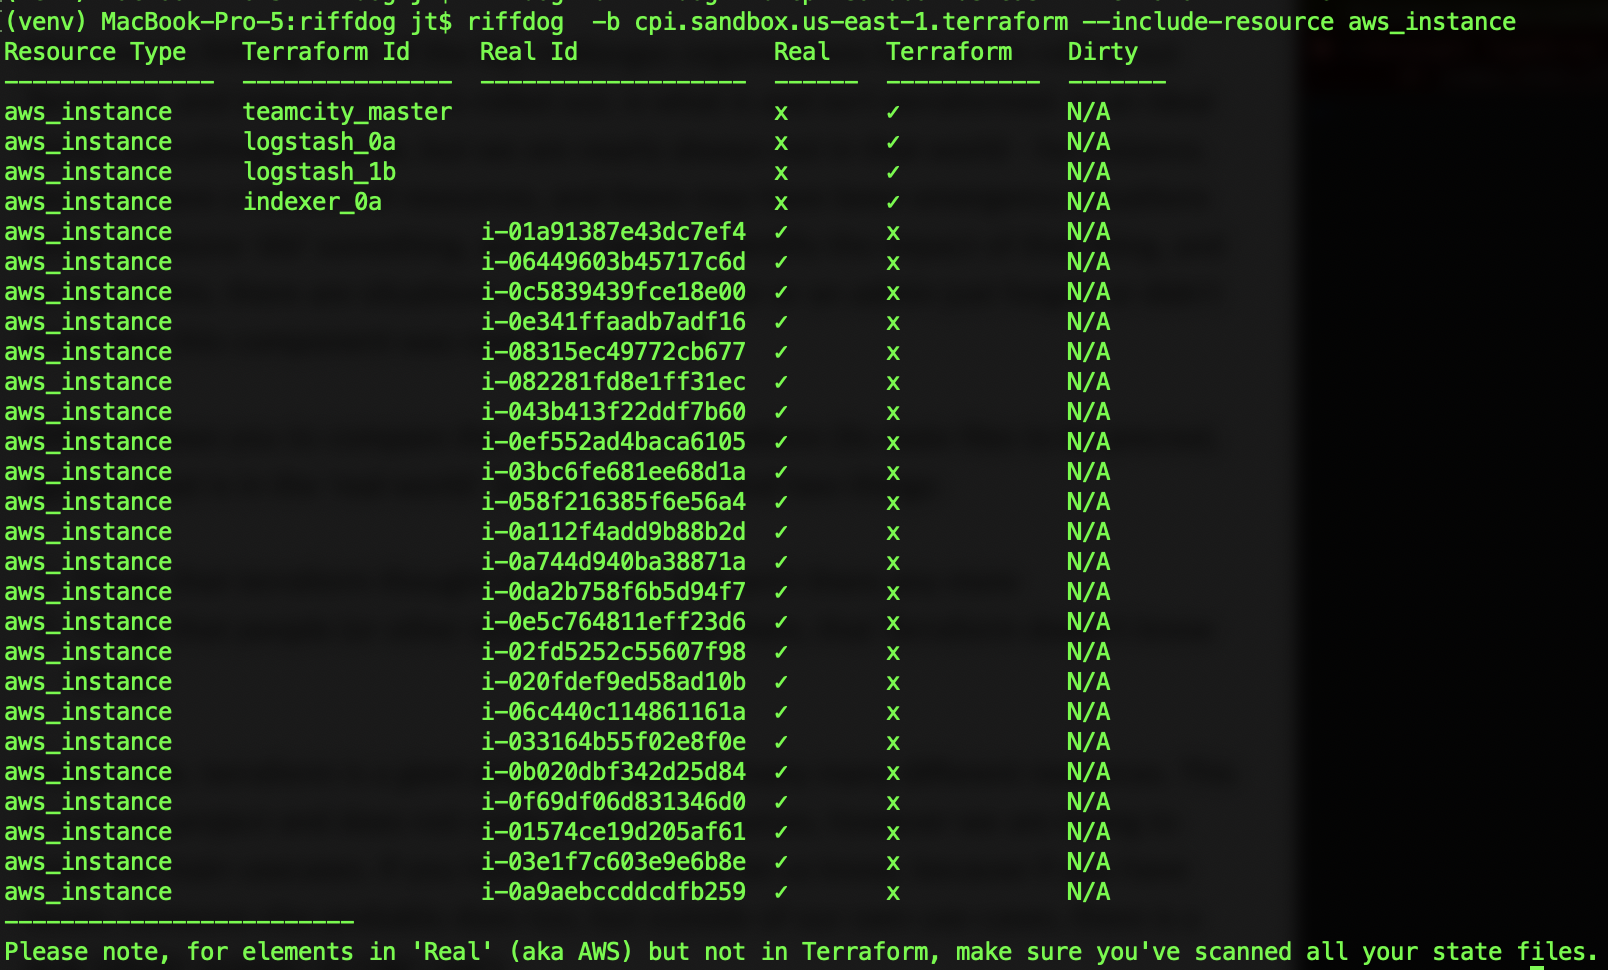 (venv) MacBook-Pro-5:riffdog jt$ riffdog  -b cpi.sandbox.us-east-1.terraform --include-resource aws_instance
Resource Type    Terraform Id     Real Id              Real    Terraform    Dirty
---------------  ---------------  -------------------  ------  -----------  -------
aws_instance     teamcity_master                       x       ✓            N/A
aws_instance     logstash_0a                           x       ✓            N/A
aws_instance     logstash_1b                           x       ✓            N/A
aws_instance     indexer_0a                            x       ✓            N/A
aws_instance                      i-01a91387e43dc7ef4  ✓       x            N/A
aws_instance                      i-06449603b45717c6d  ✓       x            N/A
aws_instance                      i-0c5839439fce18e00  ✓       x            N/A
aws_instance                      i-0e341ffaadb7adf16  ✓       x            N/A
aws_instance                      i-08315ec49772cb677  ✓       x            N/A
aws_instance                      i-082281fd8e1ff31ec  ✓       x            N/A
aws_instance                      i-043b413f22ddf7b60  ✓       x            N/A
aws_instance                      i-0ef552ad4baca6105  ✓       x            N/A
aws_instance                      i-03bc6fe681ee68d1a  ✓       x            N/A
aws_instance                      i-058f216385f6e56a4  ✓       x            N/A
aws_instance                      i-0a112f4add9b88b2d  ✓       x            N/A
aws_instance                      i-0a744d940ba38871a  ✓       x            N/A
aws_instance                      i-0da2b758f6b5d94f7  ✓       x            N/A
aws_instance                      i-0e5c764811eff23d6  ✓       x            N/A
aws_instance                      i-02fd5252c55607f98  ✓       x            N/A
aws_instance                      i-020fdef9ed58ad10b  ✓       x            N/A
aws_instance                      i-06c440c114861161a  ✓       x            N/A
aws_instance                      i-033164b55f02e8f0e  ✓       x            N/A
aws_instance                      i-0b020dbf342d25d84  ✓       x            N/A
aws_instance                      i-0f69df06d831346d0  ✓       x            N/A
aws_instance                      i-01574ce19d205af61  ✓       x            N/A
aws_instance                      i-03e1f7c603e9e6b8e  ✓       x            N/A
aws_instance                      i-0a9aebccddcdfb259  ✓       x            N/A
-------------------------
Please note, for elements in 'Real' (aka AWS) but not in Terraform, make sure you've scanned all your state files.